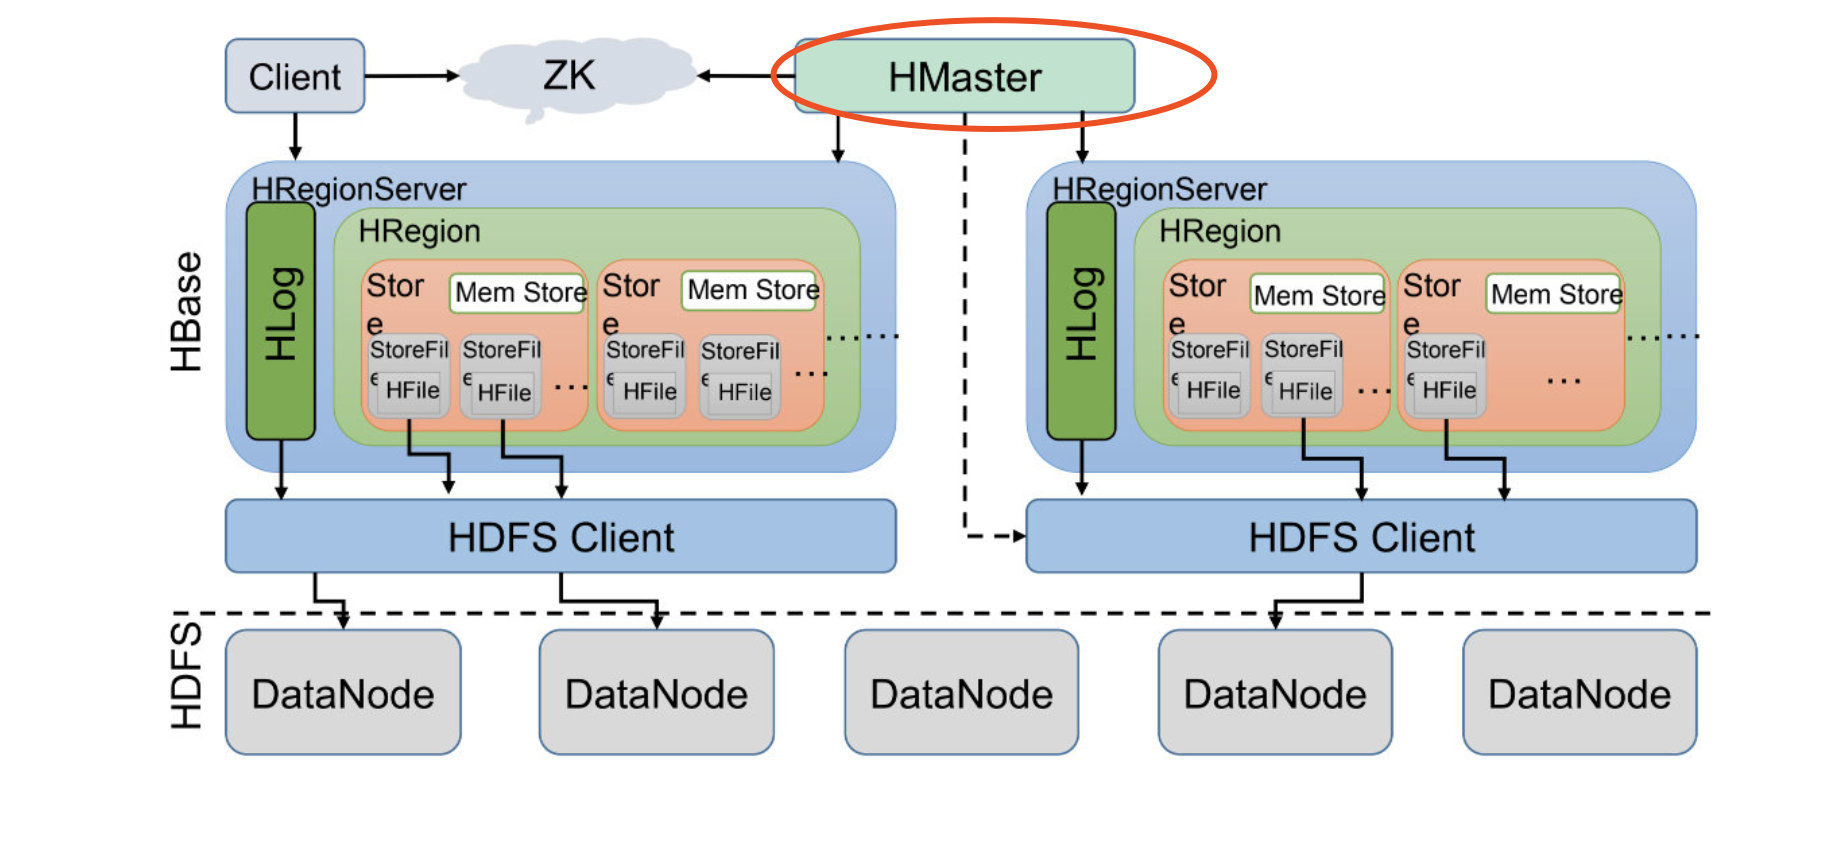 Client
ZK
HMaster
HBase
HRegionServer
HLog
HRegion
Stor
e
Mem Store
StoreFil
e
HFile
StoreFil
e
HFile
...
Stor
e
Mem Store
StoreFil
e
HFile
StoreFil
e
HFile
...
......
HRegionServer
HLog
HRegion
Stor
e
Mem Store
StoreFil
e
HFile
StoreFil
e
HFile
...
Stor
e
Mem Store
StoreFil
e
HFile
...
......
HDFS Client
HDFS Client
HDFS
DataNode
DataNode
DataNode
DataNode
DataNode